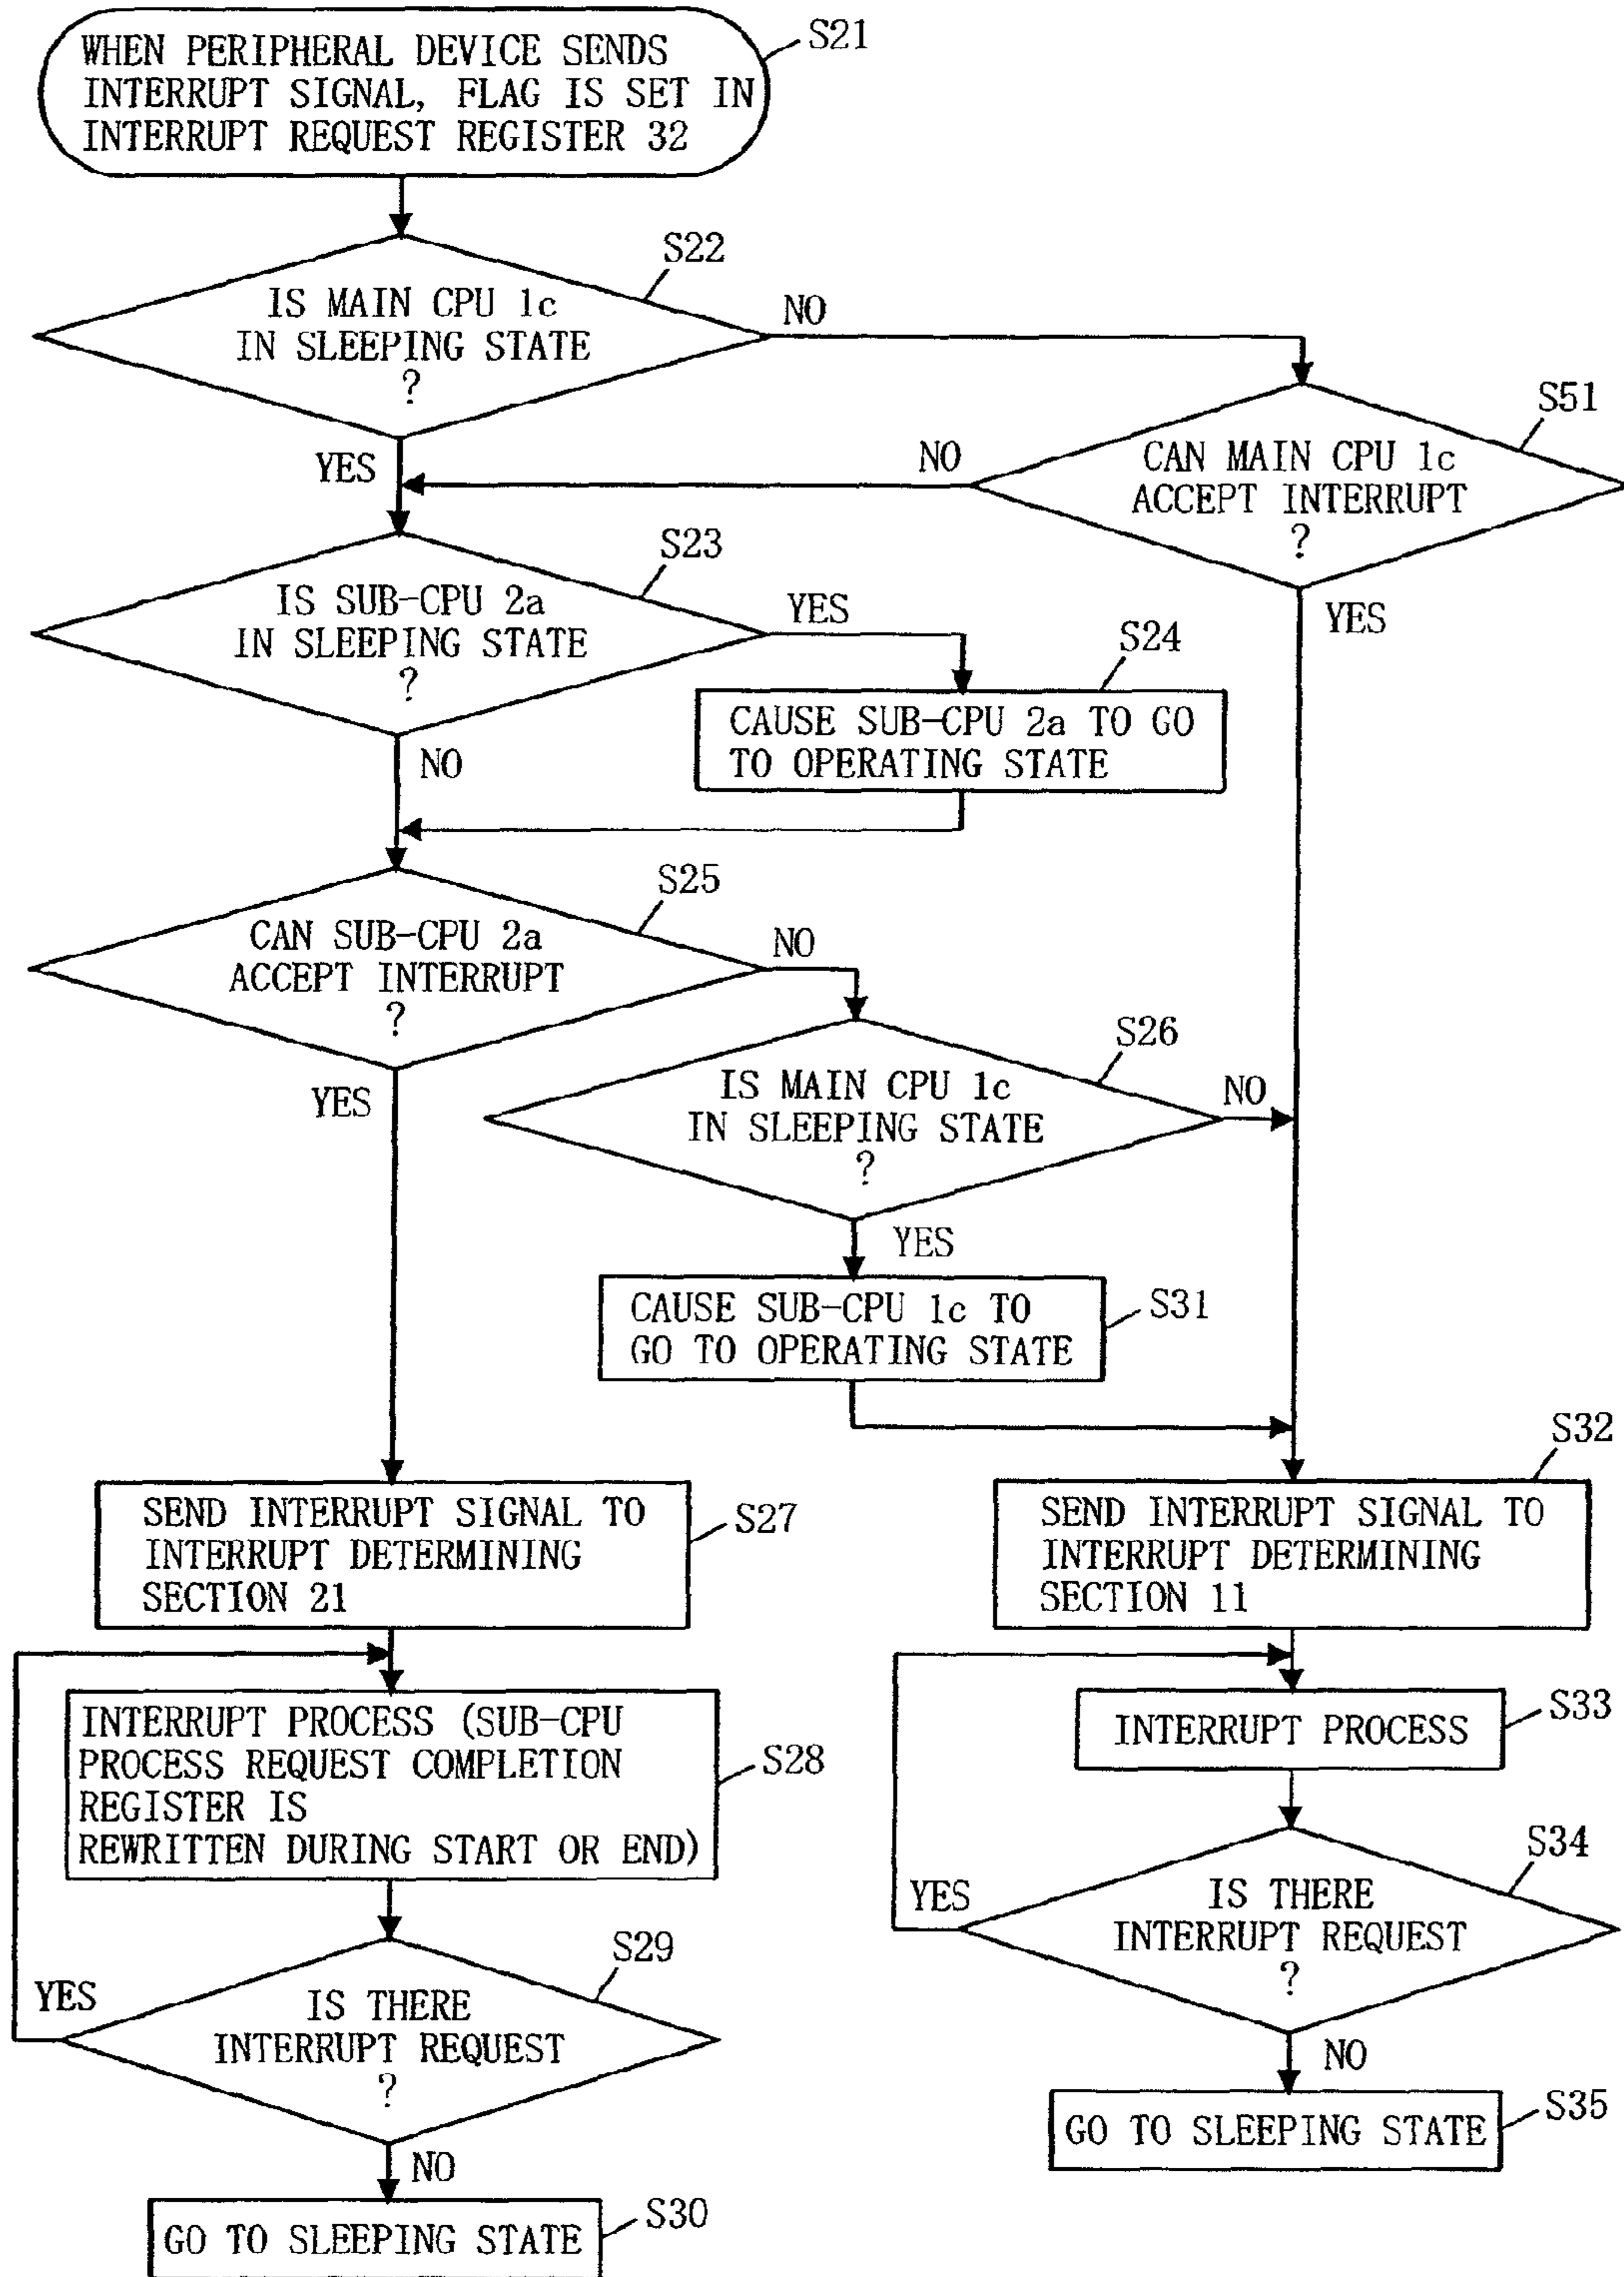 S21
WHEN PERIPHERAL DEVICE SENDS
INTERRUPT SIGNAL, FLAG IS SET IN
INTERRUPT REQUEST REGISTER 32
S22
IS MAIN CPU 1c
IN SLEEPING STATE
?
NO
YES
S51
CAN MAIN CPU 1c
ACCEPT INTERRUPT
?
NO
YES
S23
IS SUB-CPU 2a
IN SLEEPING STATE
?
YES
NO
S24
CAUSE SUB-CPU 2a TO GO
TO OPERATING STATE
S25
CAN SUB-CPU 2a
ACCEPT INTERRUPT
?
NO
YES
S26
IS MAIN CPU 1c
IN SLEEPING STATE
?
NO
YES
S31
CAUSE SUB-CPU 1c TO
GO TO OPERATING STATE
S27
SEND INTERRUPT SIGNAL TO
INTERRUPT DETERMINING
SECTION 21
S32
SEND INTERRUPT SIGNAL TO
INTERRUPT DETERMINING
SECTION 11
S28
INTERRUPT PROCESS (SUB-CPU
PROCESS REQUEST COMPLETION
REGISTER IS
REWRITTEN DURING START OR END)
S33
INTERRUPT PROCESS
S29
IS THERE
INTERRUPT REQUEST
?
YES
NO
S34
IS THERE
INTERRUPT REQUEST
?
YES
NO
S30
GO TO SLEEPING STATE
S35
GO TO SLEEPING STATE